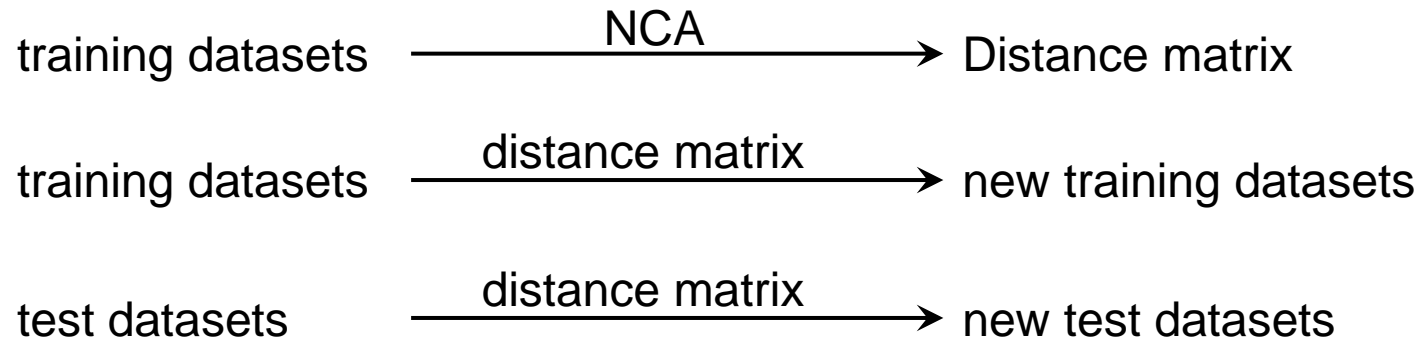 training datasets NCA Distance matrix
training datasets distance matrix new training datasets
test datasets distance matrix new test datasets